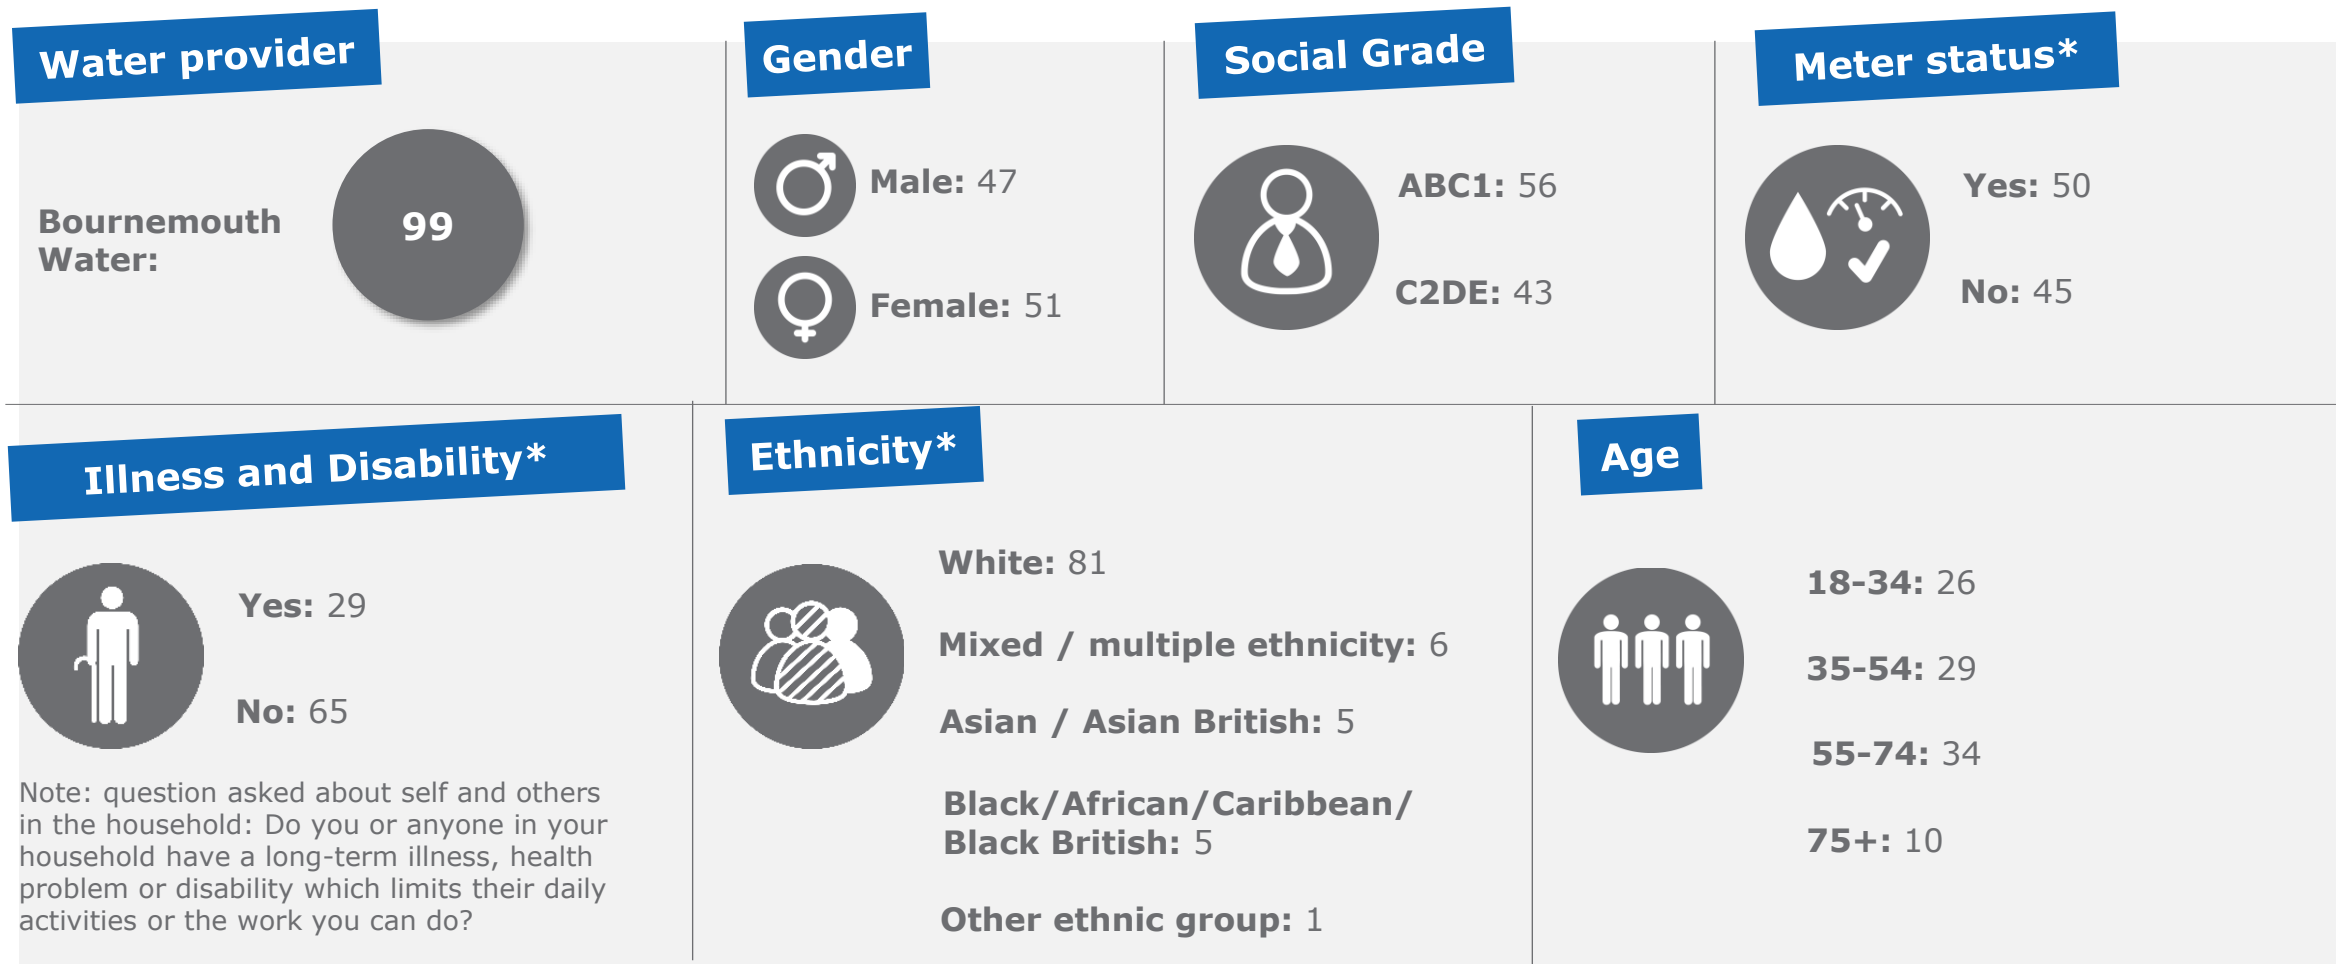 Water provider
Bournemouth
Water:
99
Gender
Male: 47
Female: 51
Social Grade
ABC1: 56
C2DE: 43
Meter status*
Yes: 50
No: 45
Illness and Disability*
Yes: 29
No: 65
Note: question asked about self and others
in the household: Do you or anyone in your
household have a long-term illness, health
problem or disability which limits their daily
activities or the work you can do?
Ethnicity*
White: 81
Mixed / multiple ethnicity: 6
Asian / Asian British: 5
Black/African/Caribbean/
Black British: 5
Other ethnic group: 1
Age
18-34: 26
35-54: 29
55-74: 34
75+: 10